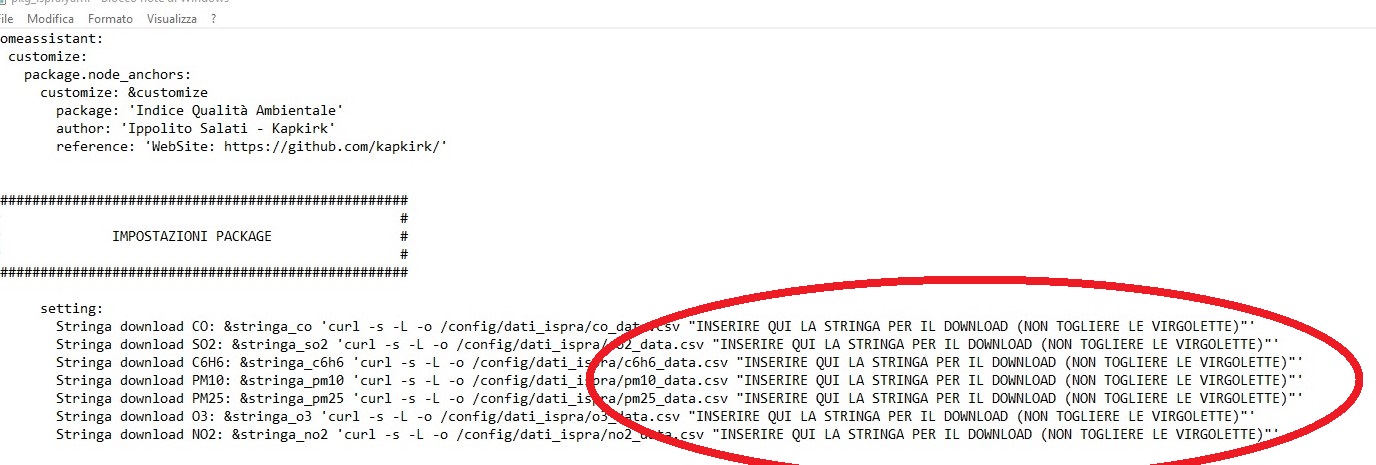 File Modifica Formato Visualizza ?
omeassistant:
customize:
package.node_anchors:
customize: &customize
package: 'Indice Qualità Ambientale'
author: 'Ippolito Salati - Kapkirk'
reference: 'WebSite: https://github.com/kapkirk/'
###################################################
#
IMPOSTAZIONI PACKAGE #
#
###################################################
setting:
Stringa download CO: &stringa_co 'curl -s -L -o /config/dati_ispra/co_data.csv "INSERIRE QUI LA STRINGA PER IL DOWNLOAD (NON TOGLIERE LE VIRGOLETTE)"'
Stringa download SO2: &stringa_so2 'curl -s -L -o /config/dati_ispra/so2_data.csv "INSERIRE QUI LA STRINGA PER IL DOWNLOAD (NON TOGLIERE LE VIRGOLETTE)"'
Stringa download C6H6: &stringa_c6h6 'curl -s -L -o /config/dati_ispra/c6h6_data.csv "INSERIRE QUI LA STRINGA PER IL DOWNLOAD (NON TOGLIERE LE VIRGOLETTE)"'
Stringa download PM10: &stringa_pm10 'curl -s -L -o /config/dati_ispra/pm10_data.csv "INSERIRE QUI LA STRINGA PER IL DOWNLOAD (NON TOGLIERE LE VIRGOLETTE)"'
Stringa download PM25: &stringa_pm25 'curl -s -L -o /config/dati_ispra/pm25_data.csv "INSERIRE QUI LA STRINGA PER IL DOWNLOAD (NON TOGLIERE LE VIRGOLETTE)"'
Stringa download O3: &stringa_o3 'curl -s -L -o /config/dati_ispra/o3_data.csv "INSERIRE QUI LA STRINGA PER IL DOWNLOAD (NON TOGLIERE LE VIRGOLETTE)"'
Stringa download NO2: &stringa_no2 'curl -s -L -o /config/dati_ispra/no2_data.csv "INSERIRE QUI LA STRINGA PER IL DOWNLOAD (NON TOGLIERE LE VIRGOLETTE)"'